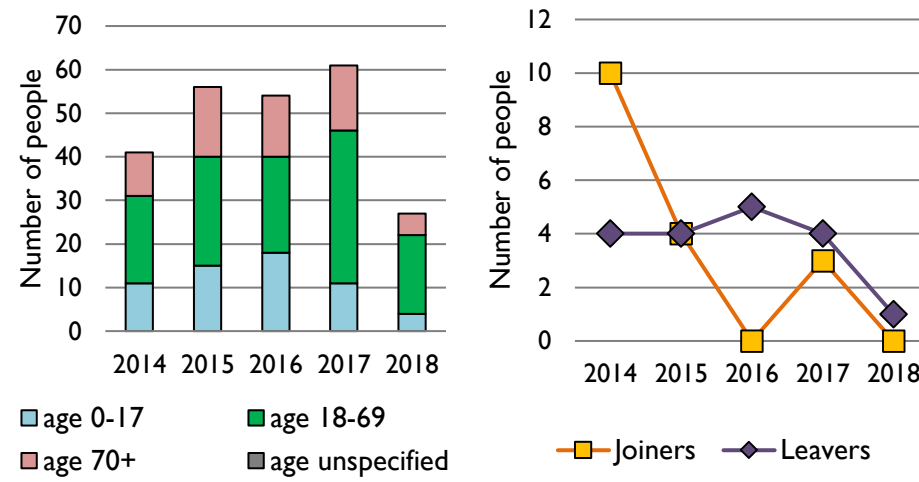 Number of people
70
60
50
40
30
20
10
0
2014 2015 2016 2017 2018
age 0-17 age 18-69
age 70+ age unspecified
Number of people
12
10
8
6
4
2
0
2014 2015 2016 2017 2018
Joiners Leavers